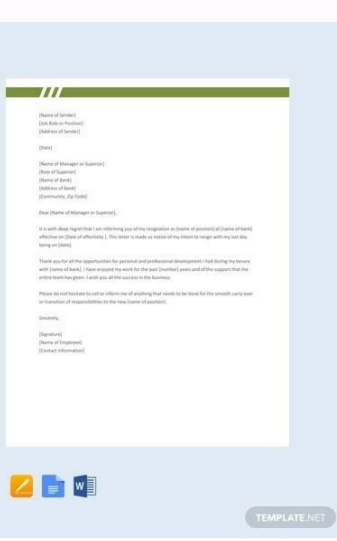 [Name of Sender]
[Job Role or Position]
[Address of Sender]
[Date]
[Name of Manager or Superior]
[Role of Superior]
[Name of Bank]
[Address of Bank]
[Community, Zip Code]
Dear [Name of Manager or Superior],
It is with deep regret that I am informing you of my resignation as [name of position] at [name of bank]
effective on [Date of effectivity ]. This letter is made as notice of my intent to resign with my last day
being on [date].
Thank you for all the opportunities for personal and professional development I had during my tenure
with [name of bank]. I have enjoyed my work for the past [number] years and of the support that the
entire team has given. I wish you all the success in the business.
Please do not hesitate to call or inform me of anything that needs to be done for the smooth carry over
or transition of responsibilities to the new [name of position].
Sincerely,
[Signature]
[Name of Employee]
[Contact Information]
W
TEMPLATE.NET